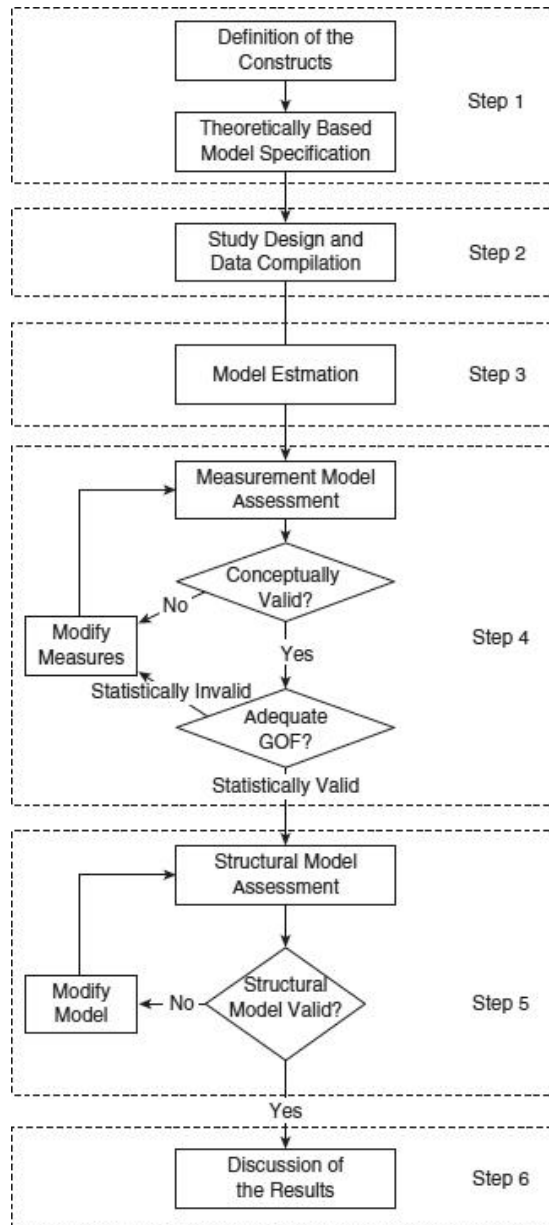 Definition of the
Constructs
Step 1
Theoretically Based
Model Specification
Study Design and
Data Compilation
Step 2
Model Estmation
Step 3
Measurement Model
Assessment
Conceptually
Valid?
No
Modify
Measures
Step 4
Yes
Statistically Invalid
Adequate
GOF?
Statistically Valid
Structural Model
Assessment
Structural
Model Valid?
No
Modify
Model
Step 5
Yes
Discussion of
the Results
Step 6